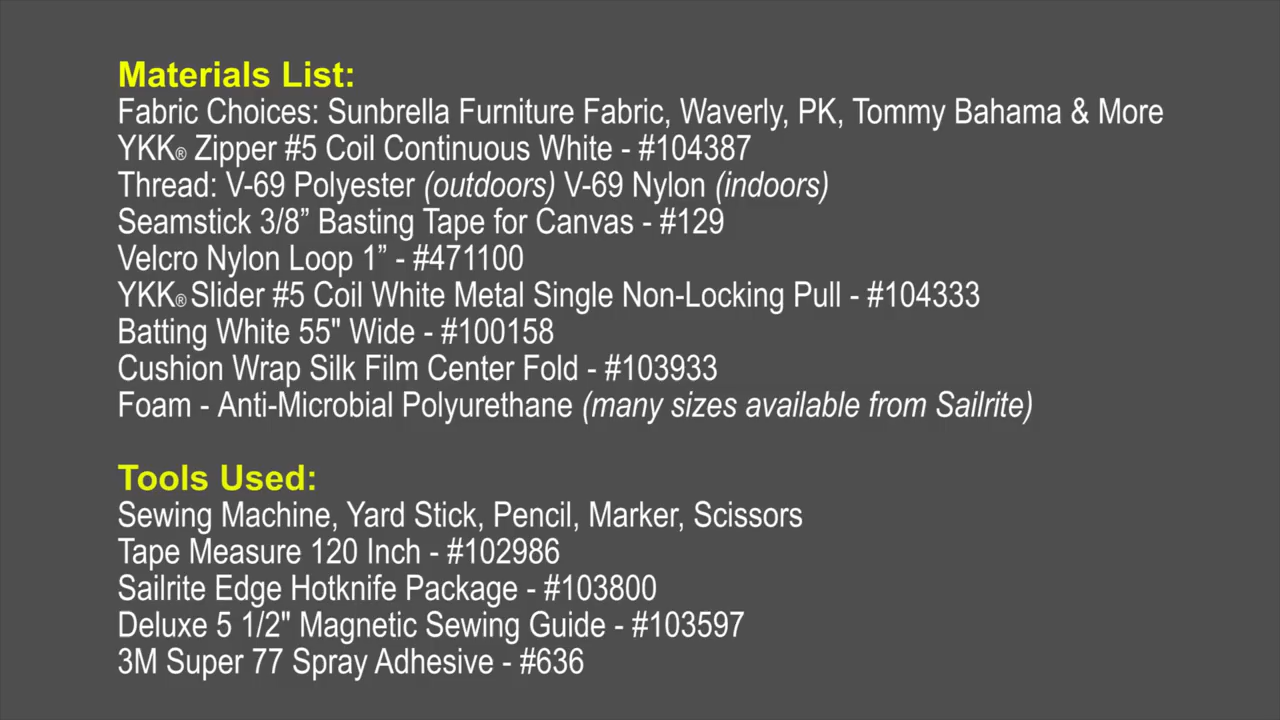 Materials List:
Fabric Choices: Sunbrella Furniture Fabric, Waverly, PK, Tommy Bahama & More
YKK® Zipper #5 Coil Continuous White - #104387
Thread: V-69 Polyester (outdoors) V-69 Nylon (indoors)
Seamstick 3/8” Basting Tape for Canvas - #129
Velcro Nylon Loop 1” - #471100
YKK® Slider #5 Coil White Metal Single Non-Locking Pull - #104333
Batting White 55" Wide - #100158
Cushion Wrap Silk Film Center Fold - #103933
Foam - Anti-Microbial Polyurethane (many sizes available from Sailrite)
Tools Used:
Sewing Machine, Yard Stick, Pencil, Marker, Scissors
Tape Measure 120 Inch - #102986
Sailrite Edge Hotknife Package - #103800
Deluxe 5 1/2" Magnetic Sewing Guide - #103597
3M Super 77 Spray Adhesive - #636